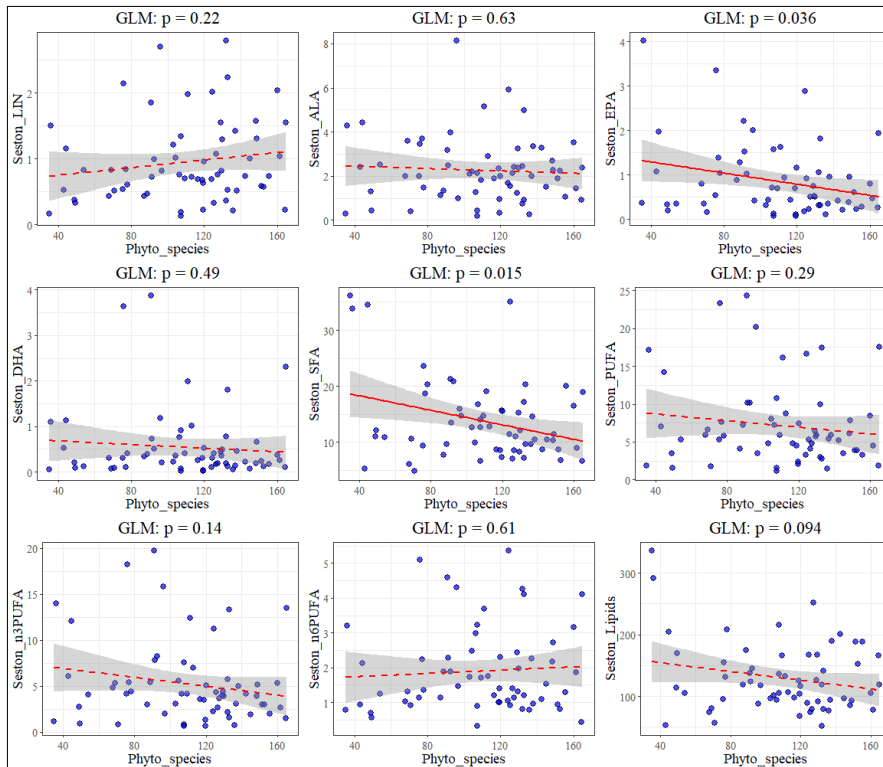 GLM: p = 0.22
GLM: p = 0.63
GLM: p = 0.036
Seston_LIN
2
1
0
40
80
120
160
Phyto_species
Seston_ALA
8
6
4
2
0
40
80
120
160
Phyto_species
Seston_EPA
4
3
2
1
0
40
80
120
160
Phyto_species
GLM: p = 0.49
GLM: p = 0.015
GLM: p = 0.29
Seston_DHA
4
3
2
1
0
40
80
120
160
Phyto_species
Seston_SFA
30
20
10
40
80
120
160
Phyto_species
Seston_PUFA
25
20
15
10
5
0
40
80
120
160
Phyto_species
GLM: p = 0.14
GLM: p = 0.61
GLM: p = 0.094
Seston_n3PUFA
20
15
10
5
0
40
80
120
160
Phyto_species
Seston_n6PUFA
5
4
3
2
1
40
80
120
160
Phyto_species
Seston_Lipids
300
200
100
40
80
120
160
Phyto_species